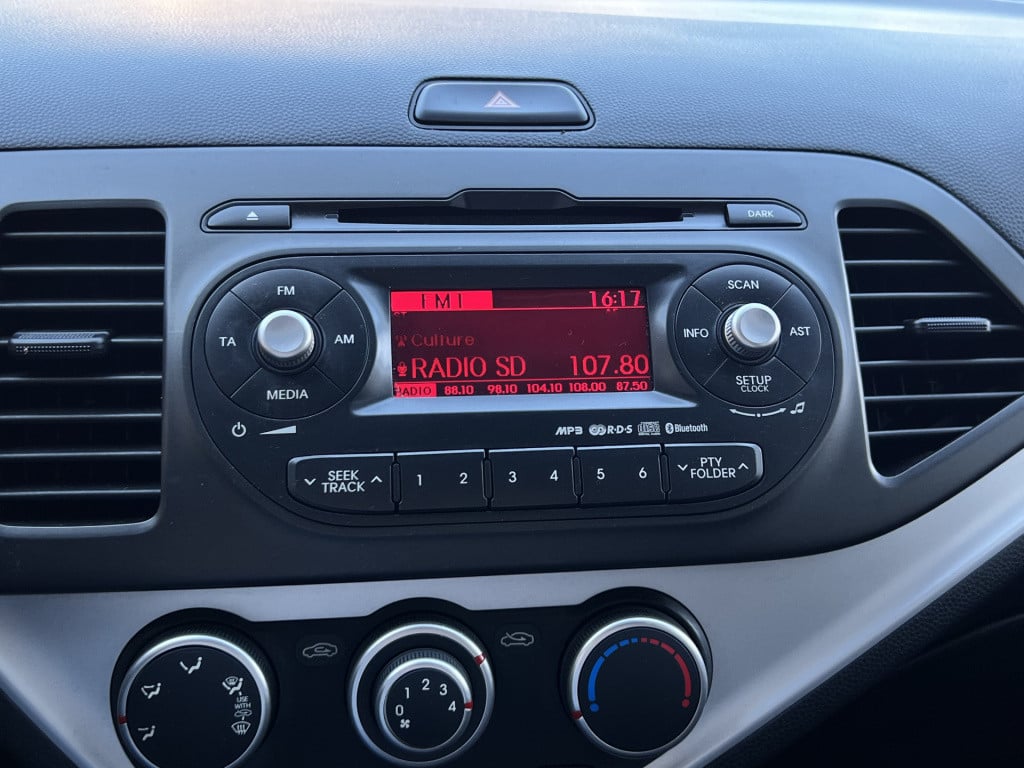 DARK
FM
TA
AM
MEDIA
FM1 16:17
ST
Culture
RADIO SD 107.80
RADIO 88.10 98.10 104.10 108.00 87.50
SCAN
INFO
AST
SETUP
CLOCK
MP3 R·D·S Bluetooth
SEEK
TRACK
1 2 3 4 5 6
PTY
FOLDER
USE
WITH
0 1 2 3 4